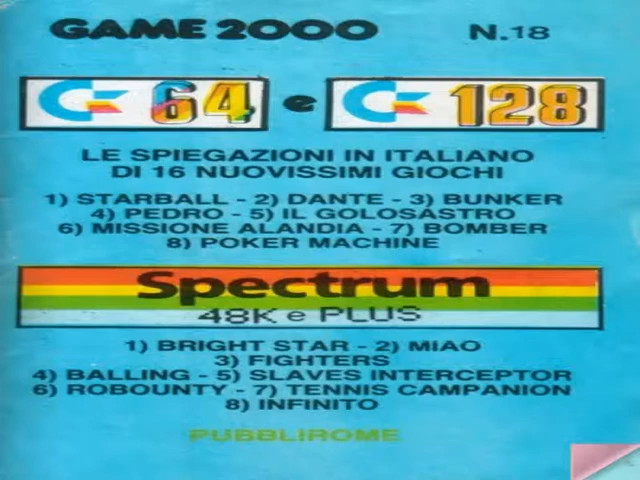 GAME 2000 N.18
C 64 e C 128
LE SPIEGAZIONI IN ITALIANO
DI 16 NUOVISSIMI GIOCHI
1) STARBALL - 2) DANTE - 3) BUNKER
4) PEDRO - 5) IL GOLOSASTRO
6) MISSIONE ALANDIA - 7) BOMBER
8) POKER MACHINE
Spectrum
48K e PLUS
1) BRIGHT STAR - 2) MIAO
3) FIGHTERS
4) BALLING - 5) SLAVES INTERCEPTOR
6) ROBOUNTY - 7) TENNIS CAMPANION
8) INFINITO
PUBBLIROME